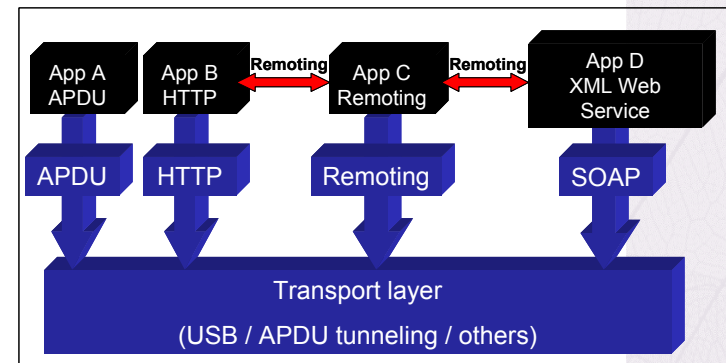 Remoting
Remoting
App A
APDU
App B
HTTP
App C
Remoting
App D
XML Web
Service
APDU
HTTP
Remoting
SOAP
Transport layer
(USB / APDU tunneling / others)